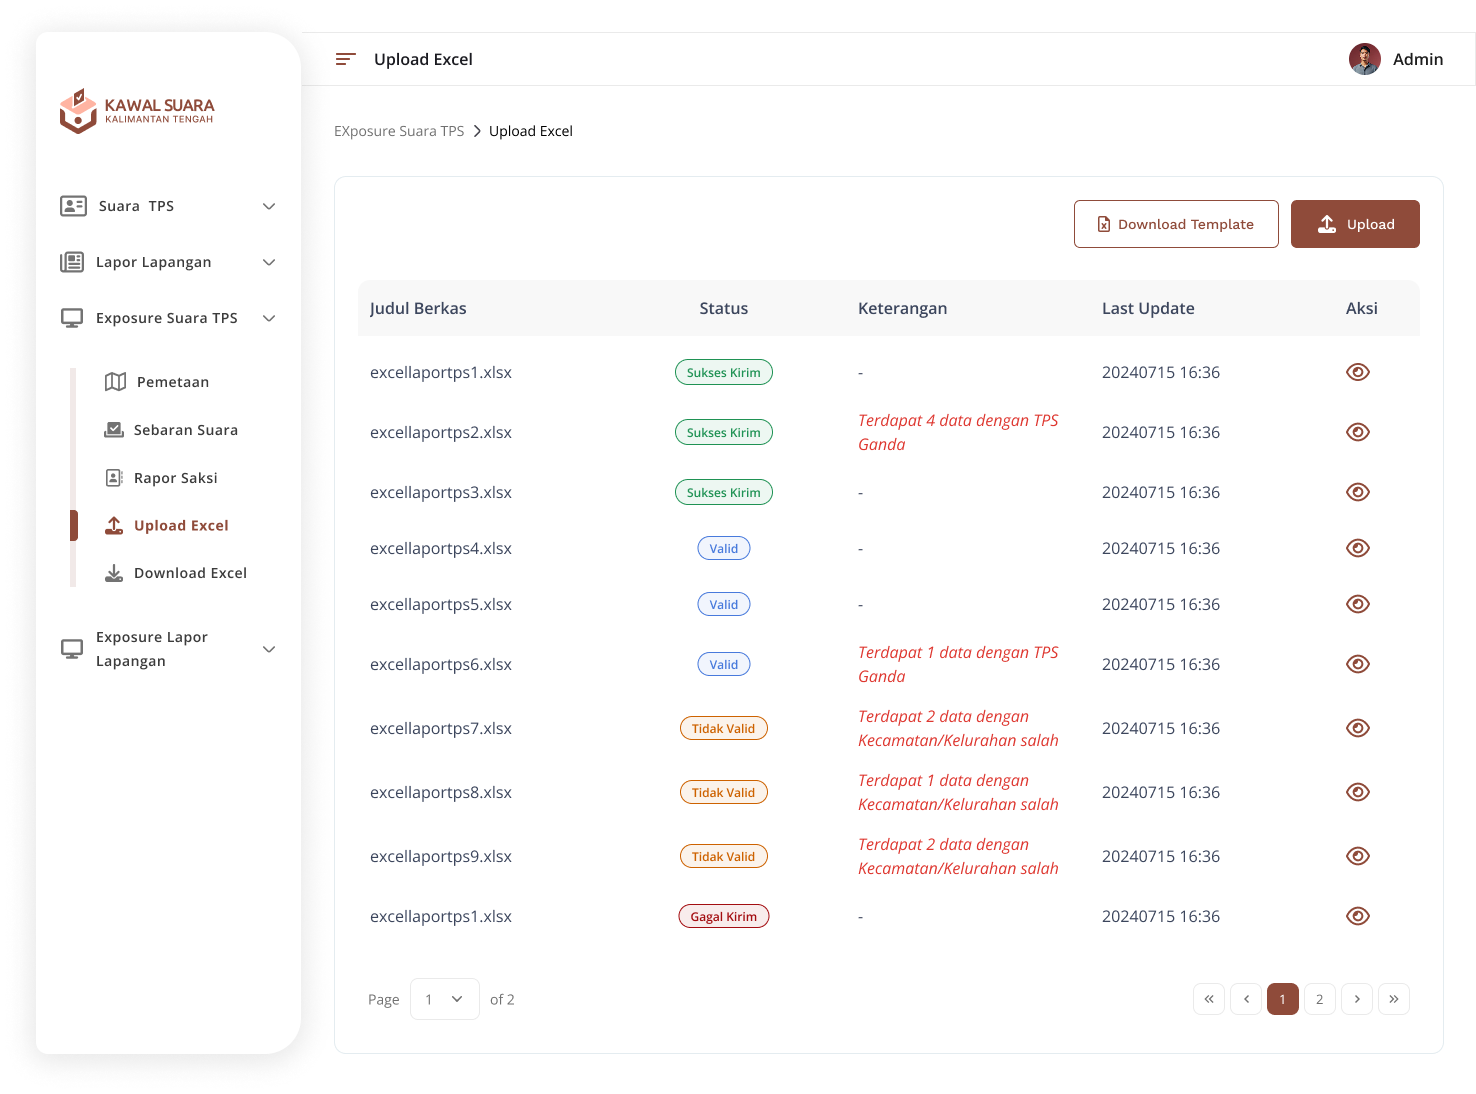 KAWAL SUARA
KALIMANTAN TENGAH
Suara TPS
Lapor Lapangan
Exposure Suara TPS
Pemetaan
Sebaran Suara
Rapor Saksi
Upload Excel
Download Excel
Exposure Lapor
Lapangan
Upload Excel
Admin
EXposure Suara TPS > Upload Excel
Download Template
Upload
Judul Berkas Status Keterangan Last Update Aksi
excellaportps1.xlsx Sukses Kirim - 20240715 16:36
excellaportps2.xlsx Sukses Kirim Terdapat 4 data dengan TPS 20240715 16:36
Ganda
excellaportps3.xlsx Sukses Kirim - 20240715 16:36
excellaportps4.xlsx Valid - 20240715 16:36
excellaportps5.xlsx Valid - 20240715 16:36
excellaportps6.xlsx Valid Terdapat 1 data dengan TPS 20240715 16:36
Ganda
excellaportps7.xlsx Tidak Valid Terdapat 2 data dengan 20240715 16:36
Kecamatan/Kelurahan salah
excellaportps8.xlsx Tidak Valid Terdapat 1 data dengan 20240715 16:36
Kecamatan/Kelurahan salah
excellaportps9.xlsx Tidak Valid Terdapat 2 data dengan 20240715 16:36
Kecamatan/Kelurahan salah
excellaportps1.xlsx Gagal Kirim - 20240715 16:36
Page 1 of 2
« ‹ 1 2 › »